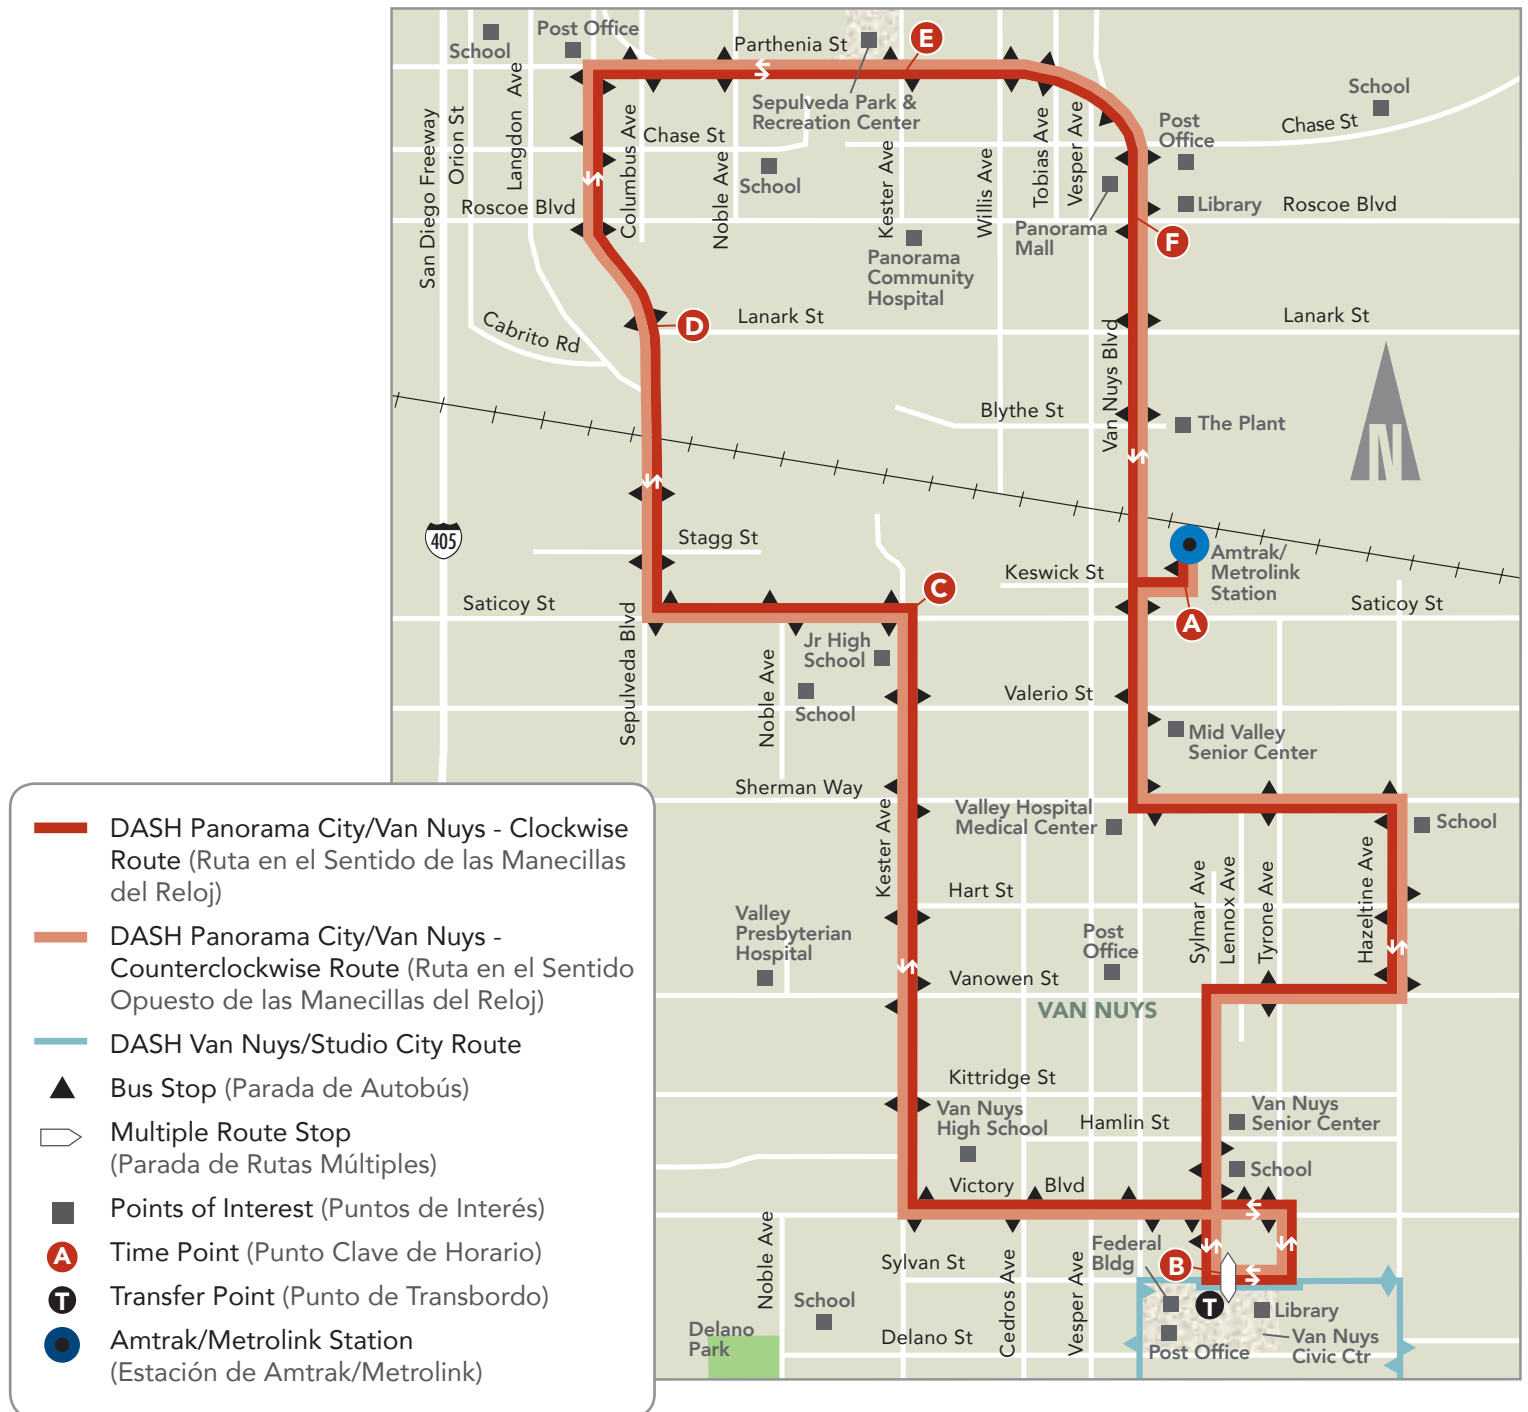 School
Post Office
Parthenia St
E
Sepulveda Park &
Recreation Center
School
Chase St
Post
Office
Chase St
School
San Diego Freeway
Orion St
Langdon Ave
Columbus Ave
Noble Ave
Kester Ave
Willis Ave
Tobias Ave
Vesper Ave
Roscoe Blvd
Library
Roscoe Blvd
Panorama
Mall
F
Panorama
Community
Hospital
D
Lanark St
Lanark St
Cabrito Rd
Van Nuys Blvd
Blythe St
The Plant
N
405
Stagg St
Amtrak/
Metrolink
Station
Keswick St
C
A
Saticoy St
Saticoy St
Sepulveda Blvd
Jr High
School
Noble Ave
School
Valerio St
Mid Valley
Senior Center
Sherman Way
Valley Hospital
Medical Center
School
Kester Ave
Hart St
Sylmar Ave
Lennox Ave
Tyrone Ave
Hazeltine Ave
Valley
Presbyterian
Hospital
Post
Office
Vanowen St
VAN NUYS
Kittridge St
Van Nuys
High School
Hamlin St
Van Nuys
Senior Center
School
Victory Blvd
Noble Ave
Sylvan St
Cedros Ave
Vesper Ave
Federal
Bldg
B
T
School
Library
Delano
Park
Delano St
Post Office
Van Nuys
Civic Ctr
DASH Panorama City/Van Nuys - Clockwise
Route (Ruta en el Sentido de las Manecillas
del Reloj)
DASH Panorama City/Van Nuys -
Counterclockwise Route (Ruta en el Sentido
Opuesto de las Manecillas del Reloj)
DASH Van Nuys/Studio City Route
Bus Stop (Parada de Autobús)
Multiple Route Stop
(Parada de Rutas Múltiples)
Points of Interest (Puntos de Interés)
A Time Point (Punto Clave de Horario)
T Transfer Point (Punto de Transbordo)
Amtrak/Metrolink Station
(Estación de Amtrak/Metrolink)